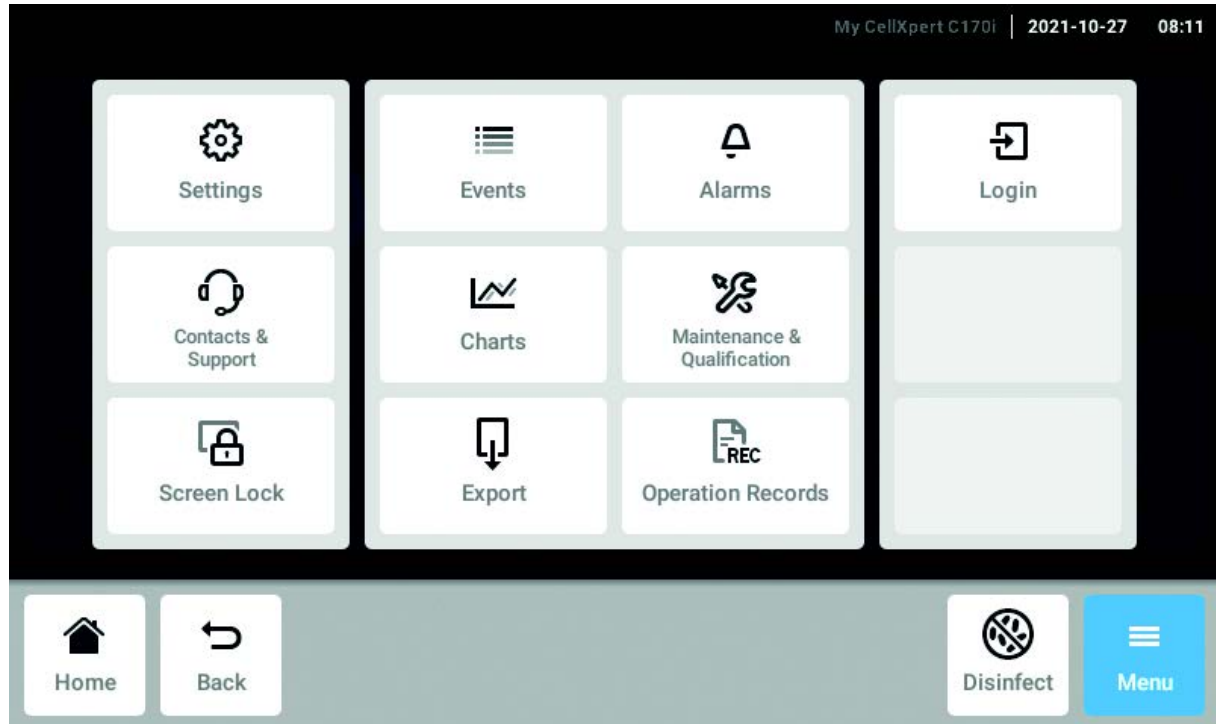 My CellXpert C170i 2021-10-27 08:11
Settings
Events
Alarms
Login
Contacts &
Support
Charts
Maintenance &
Qualification
Screen Lock
Export
REC
Operation Records
Home
Back
Disinfect
Menu